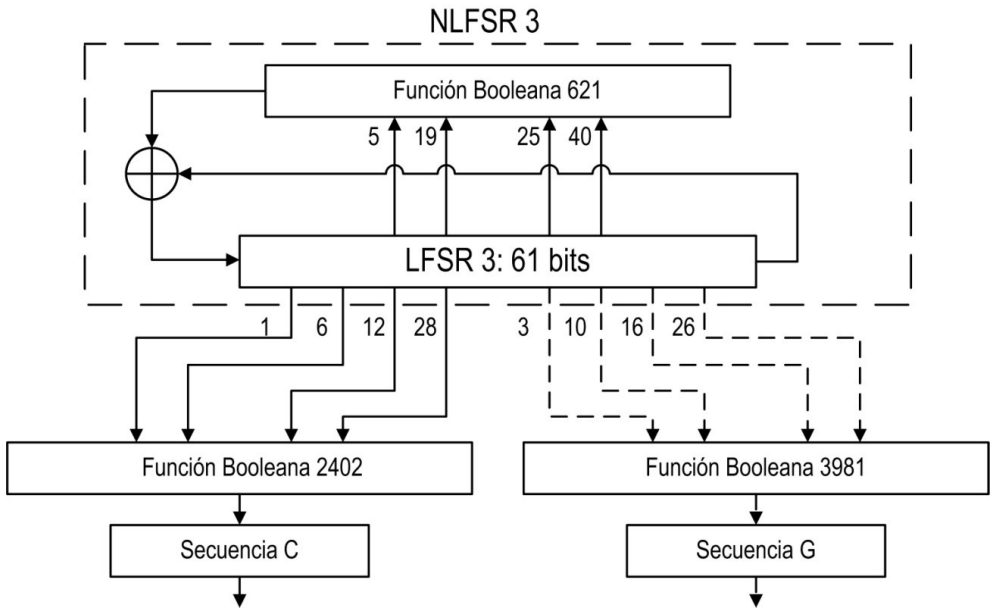 NLFSR 3
Función Booleana 621
5 19 25 40
LFSR 3: 61 bits
1 6 12 28 3 10 16 26
Función Booleana 2402 Función Booleana 3981
Secuencia C Secuencia G